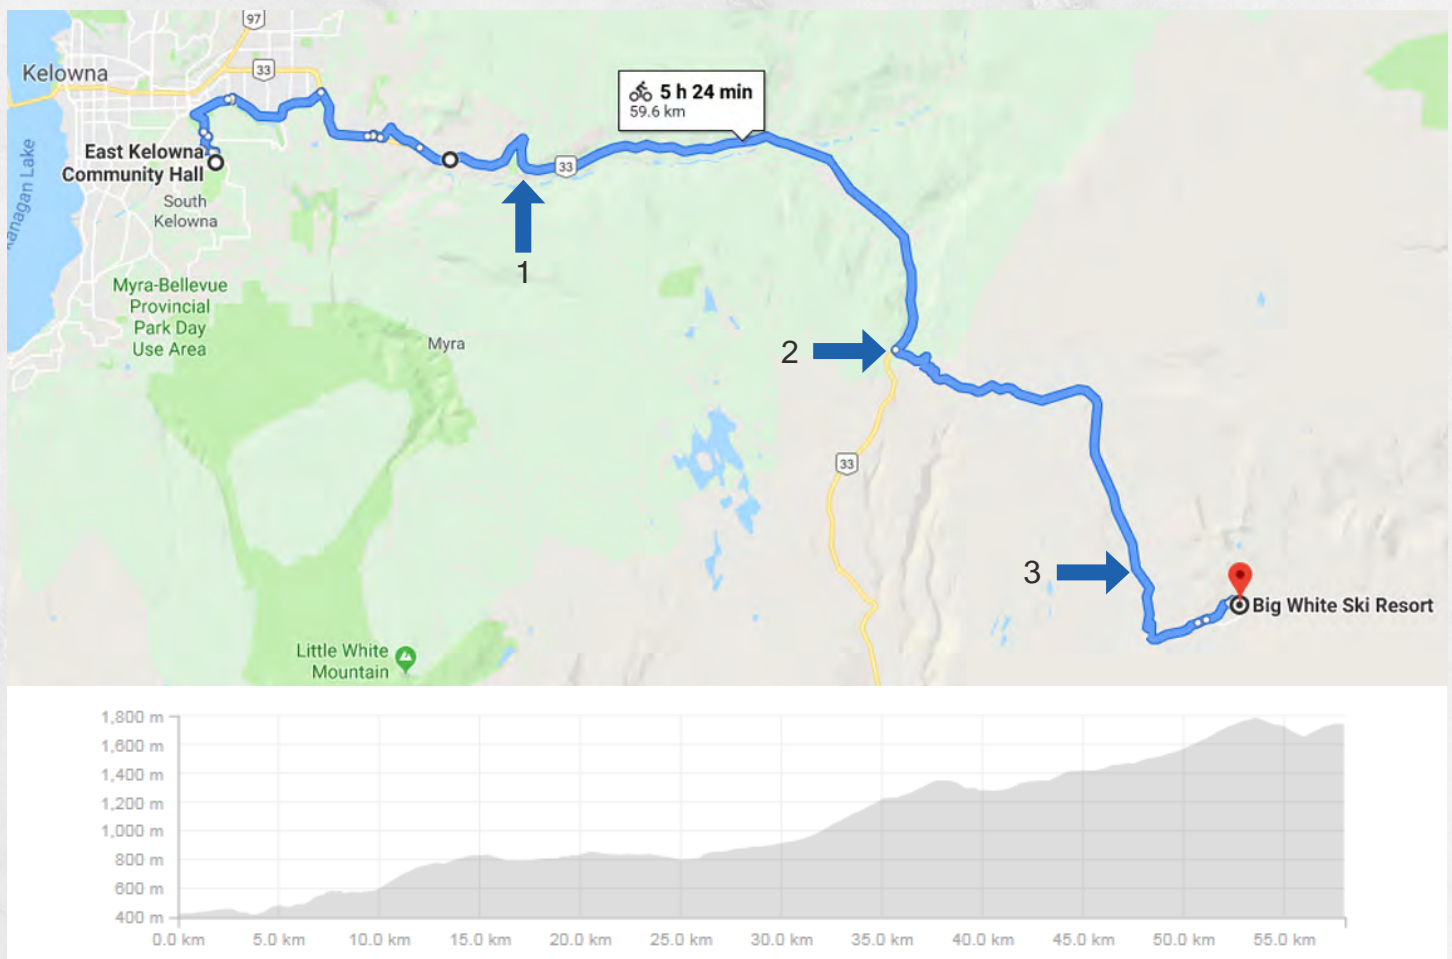 97
Kelowna
33
5 h 24 min
59.6 km
East Kelowna
Community Hall
33
South
Kelowna
anagan Lake
1
Myra-Bellevue
Provincial
Park Day
Use Area
Myra
2
33
3
Big White Ski Resort
Little White
Mountain
1,800 m
1,600 m
1,400 m
1,200 m
1,000 m
800 m
600 m
400 m
0.0 km 5.0 km 10.0 km 15.0 km 20.0 km 25.0 km 30.0 km 35.0 km 40.0 km 45.0 km 50.0 km 55.0 km